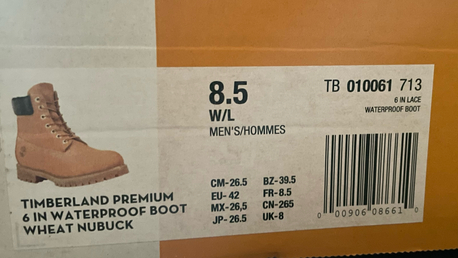 8.5
W/L
MEN'S/HOMMES
TB 010061 713
6 IN LACE
WATERPROOF BOOT
TIMBERLAND PREMIUM
6 IN WATERPROOF BOOT
WHEAT NUBUCK
CM-26.5 BZ-39.5
EU-42 FR-8.5
MX-26,5 CN-265
JP-26.5 UK-8
0 00906 08661 0